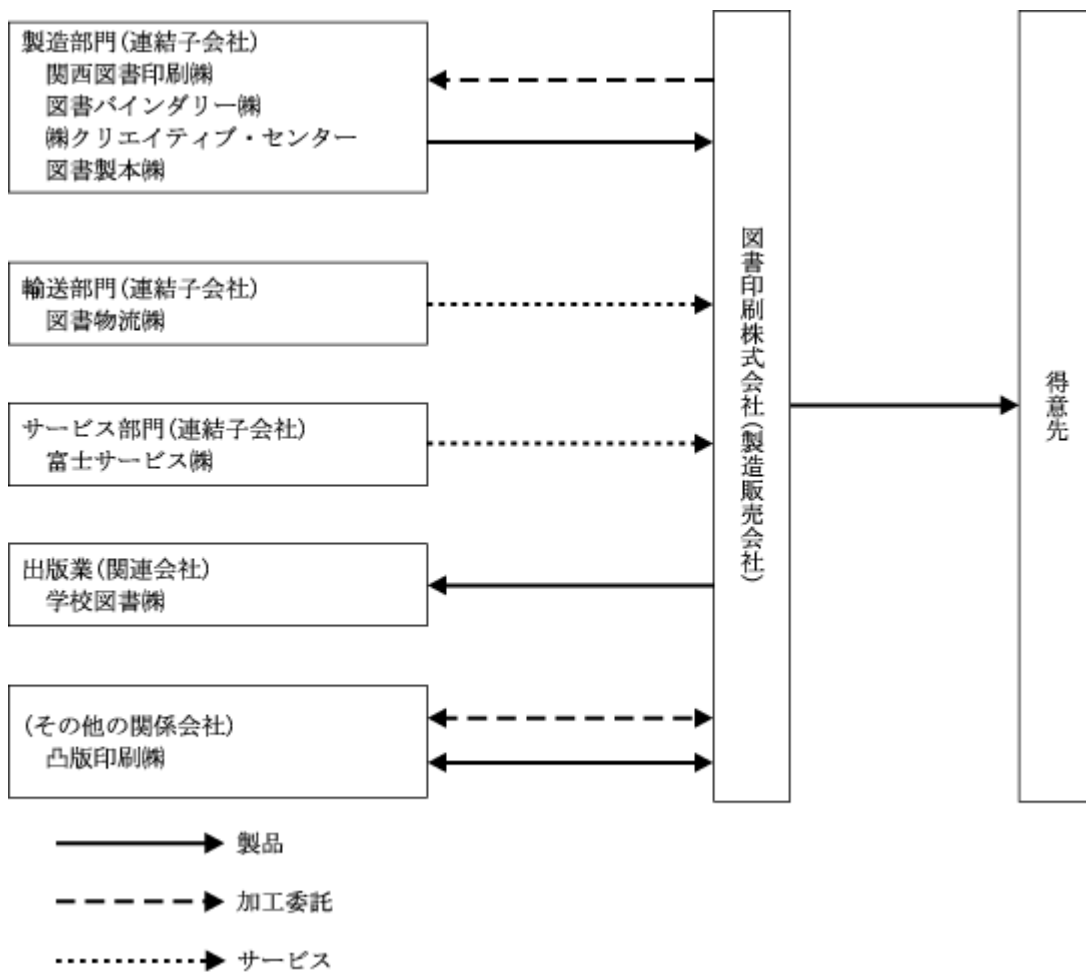 製造部門(連結子会社)
関西図書印刷㈱
図書バインダリー㈱
㈱クリエイティブ・センター
図書製本㈱
輸送部門(連結子会社)
図書物流㈱
サービス部門(連結子会社)
富士サービス㈱
出版業(関連会社)
学校図書㈱
(その他の関係会社)
凸版印刷㈱
図書印刷株式会社(製造販売会社)
得意先
製品
加工委託
サービス